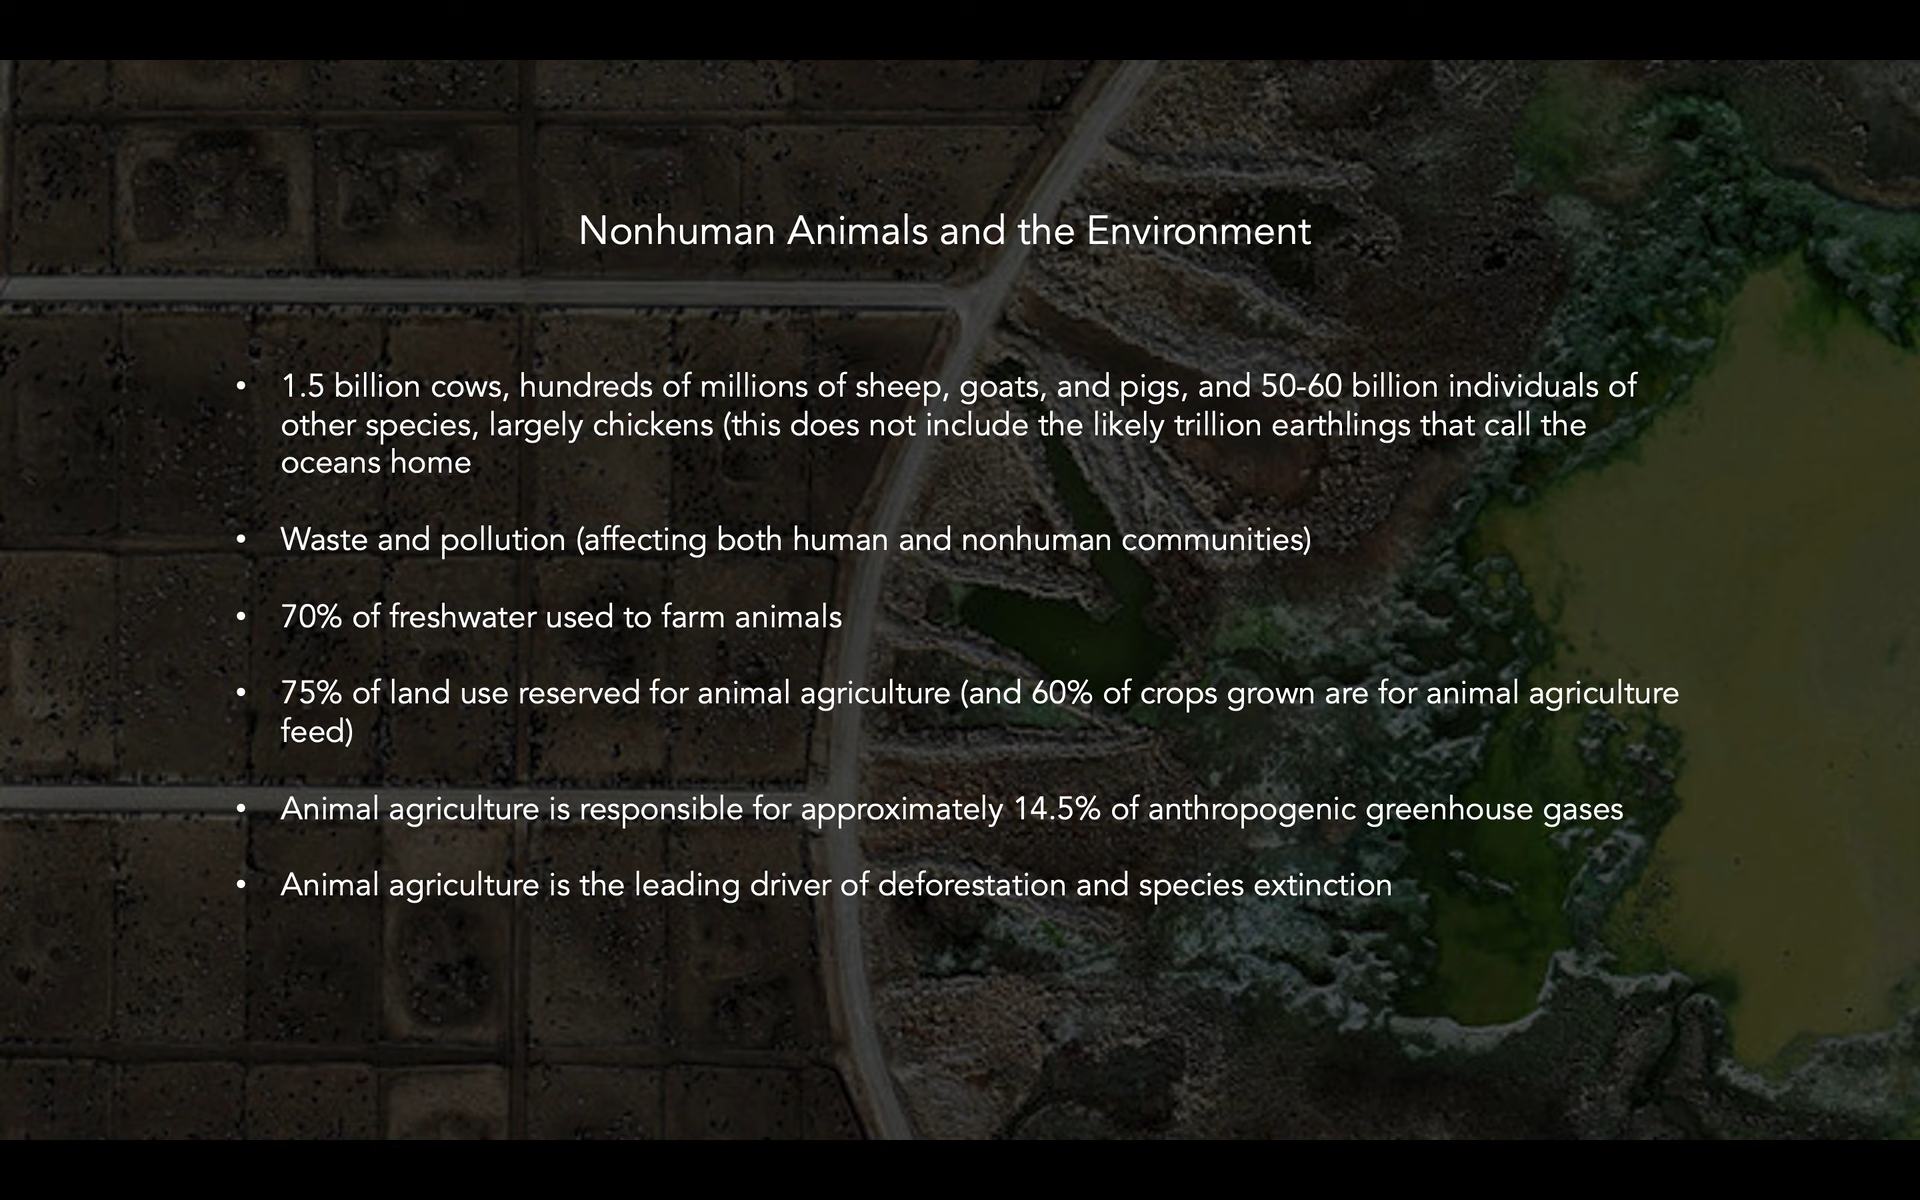 Nonhuman Animals and the Environment
• 1.5 billion cows, hundreds of millions of sheep, goats, and pigs, and 50-60 billion individuals of
other species, largely chickens (this does not include the likely trillion earthlings that call the
oceans home
• Waste and pollution (affecting both human and nonhuman communities)
• 70% of freshwater used to farm animals
• 75% of land use reserved for animal agriculture (and 60% of crops grown are for animal agriculture
feed)
• Animal agriculture is responsible for approximately 14.5% of anthropogenic greenhouse gases
• Animal agriculture is the leading driver of deforestation and species extinction